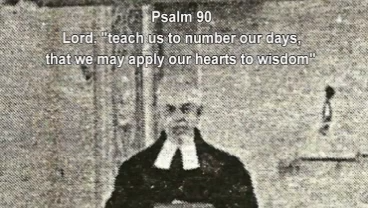 Psalm 90
Lord, "teach us to number our days,
that we may apply our hearts to wisdom"